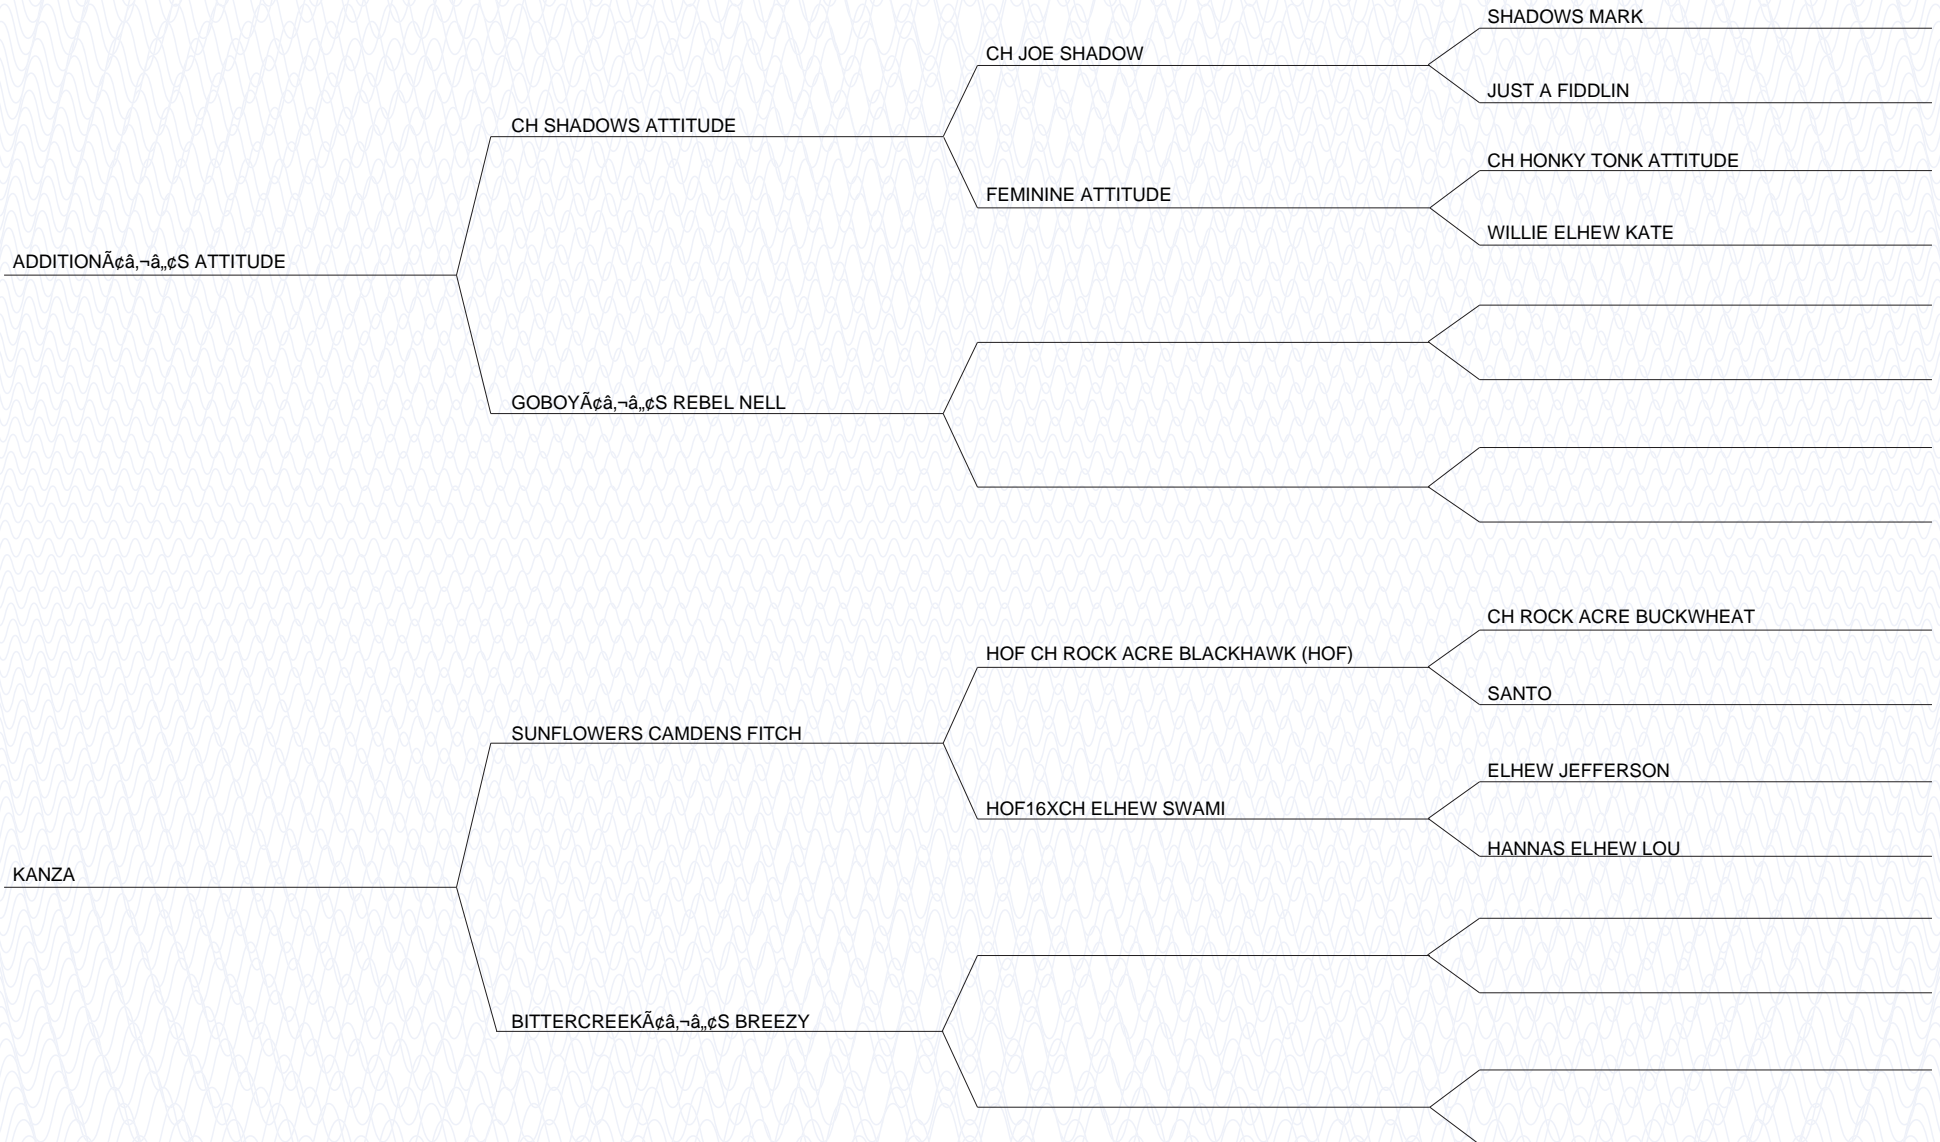 SHADOWS MARK
CH JOE SHADOW
JUST A FIDDLIN
CH SHADOWS ATTITUDE
CH HONKY TONK ATTITUDE
FEMININE ATTITUDE
WILLIE ELHEW KATE
ADDITIONÃ¢â‚¬â„¢S ATTITUDE
GOBOYÃ¢â‚¬â„¢S REBEL NELL
CH ROCK ACRE BUCKWHEAT
HOF CH ROCK ACRE BLACKHAWK (HOF)
SANTO
SUNFLOWERS CAMDENS FITCH
ELHEW JEFFERSON
HOF16XCH ELHEW SWAMI
HANNAS ELHEW LOU
KANZA
BITTERCREEKÃ¢â‚¬â„¢S BREEZY